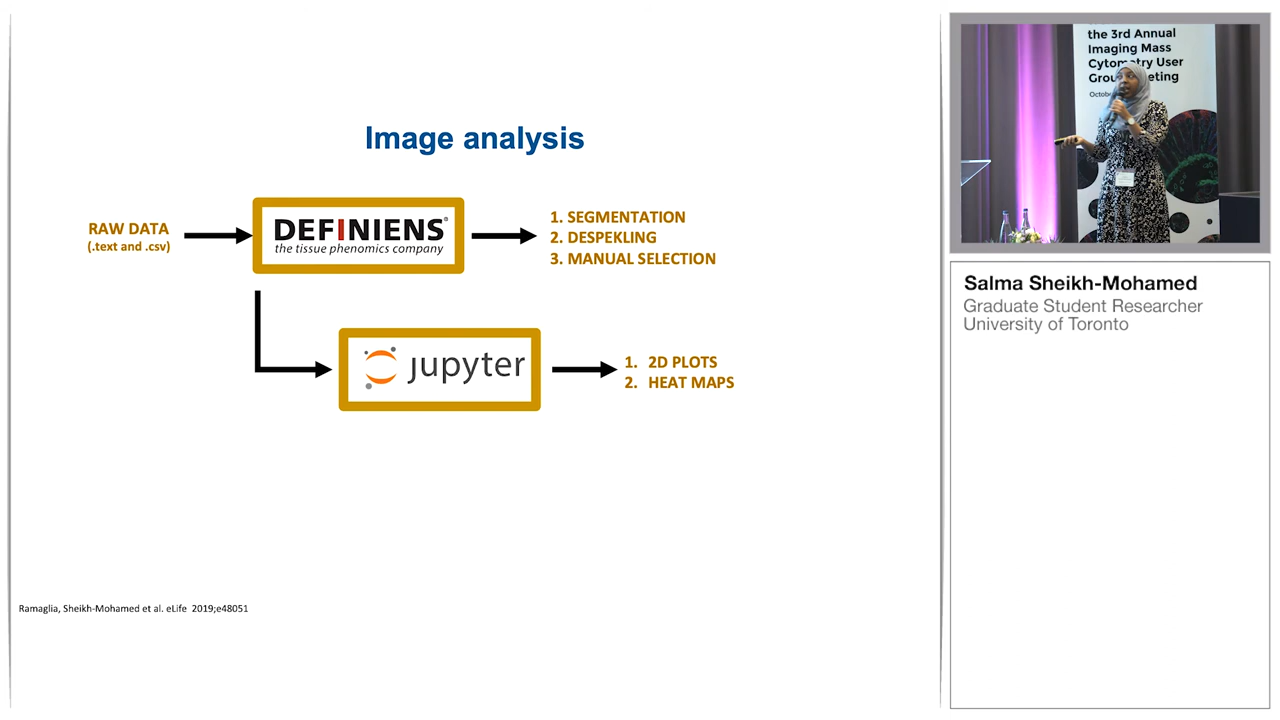 Image analysis
RAW DATA
(.text and .csv)
DEFINIENS®
the tissue phenomics company
1. SEGMENTATION
2. DESPEKLING
3. MANUAL SELECTION
jupyter
1. 2D PLOTS
2. HEAT MAPS
Ramaglia, Sheikh-Mohamed et al. eLife 2019;e48051
the 3rd Annual
Imaging Mass
Cytometry User
Group Meeting
Salma Sheikh-Mohamed
Graduate Student Researcher
University of Toronto